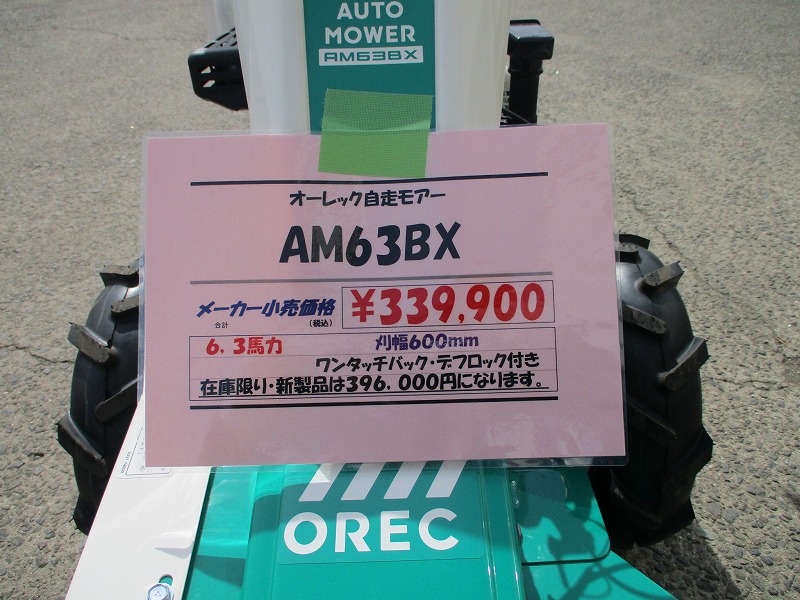 AUTO
MOWER
AM63BX
オーレック自走モアー
AM63BX
メーカー小売価格 ¥339,900
合計 (税込)
6.3馬力 刈幅600mm
ワンタッチバック・デフロック付き
在庫限り・新製品は396,000円になります。
OREC